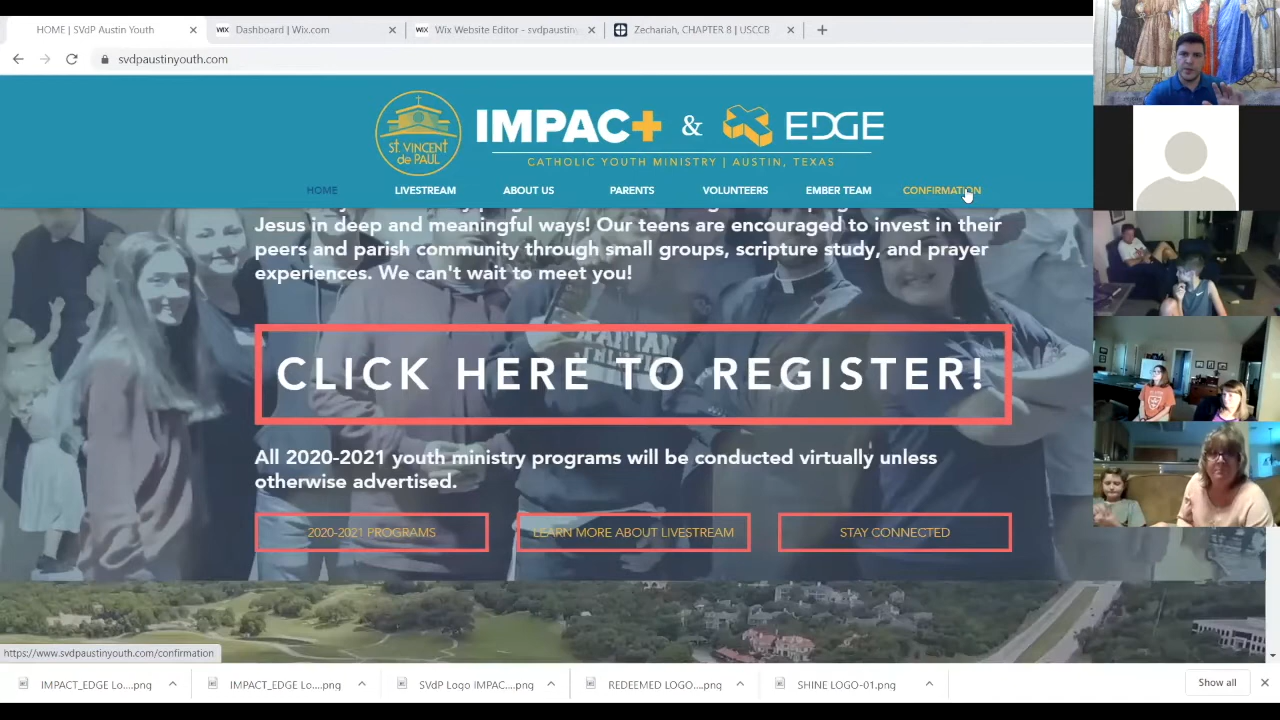 HOME | SVdP Austin Youth
WIX Dashboard | Wix.com
WIX Wix Website Editor - svdpaustin
Zechariah, CHAPTER 8 | USCCB
svdpaustinyouth.com
ST. VINCENT
de PAUL
IMPAC+ & EDGE
CATHOLIC YOUTH MINISTRY | AUSTIN, TEXAS
HOME LIVESTREAM ABOUT US PARENTS VOLUNTEERS EMBER TEAM CONFIRMATION
Jesus in deep and meaningful ways! Our teens are encouraged to invest in their
peers and parish community through small groups, scripture study, and prayer
experiences. We can't wait to meet you!
CLICK HERE TO REGISTER!
All 2020-2021 youth ministry programs will be conducted virtually unless
otherwise advertised.
2020-2021 PROGRAMS
LEARN MORE ABOUT LIVESTREAM
STAY CONNECTED
https://www.svdpaustinyouth.com/confirmation
IMPACT_EDGE Lo....png
IMPACT_EDGE Lo....png
SVdP Logo IMPAC....png
REDEEMED LOGO....png
SHINE LOGO-01.png
Show all